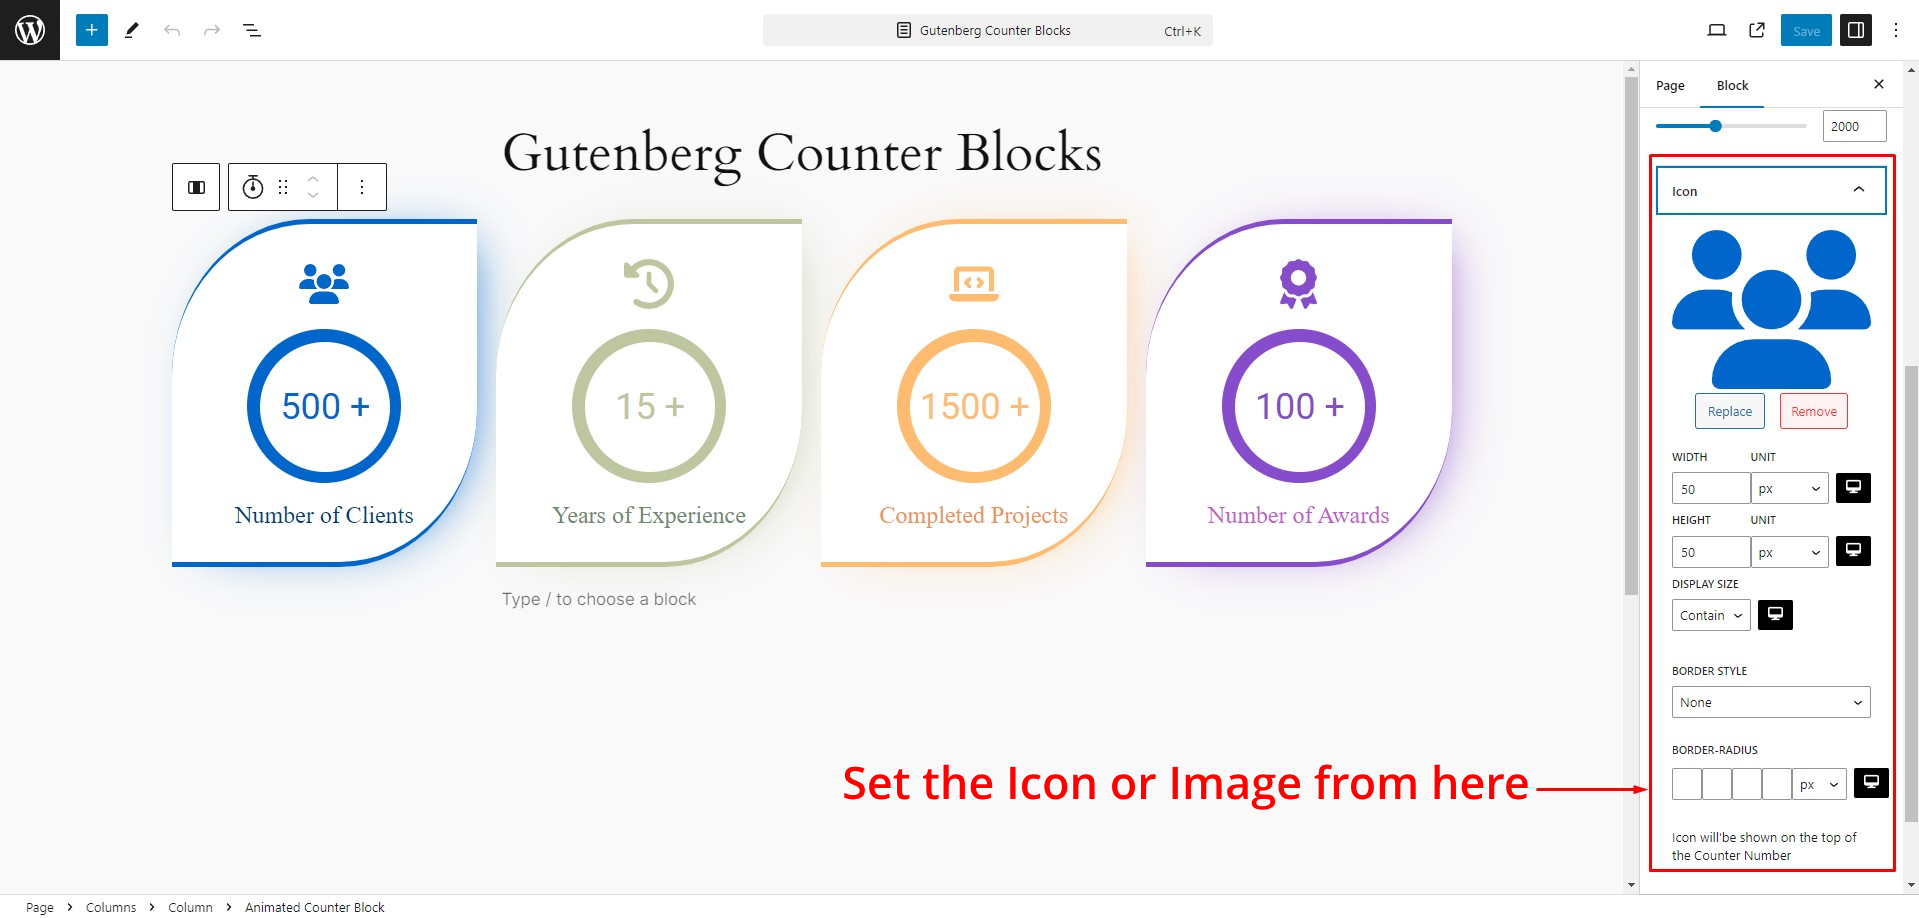 Gutenberg Counter Blocks Ctrl+K
Save
Page Block
2000
Gutenberg Counter Blocks
Icon
500 +
Number of Clients
15 +
Years of Experience
1500 +
Completed Projects
100 +
Number of Awards
Type / to choose a block
Replace Remove
WIDTH UNIT
50 px
HEIGHT UNIT
50 px
DISPLAY SIZE
Contain
BORDER STYLE
None
BORDER-RADIUS
px
Set the Icon or Image from here
Icon will'be shown on the top of
the Counter Number
Page Columns Column Animated Counter Block